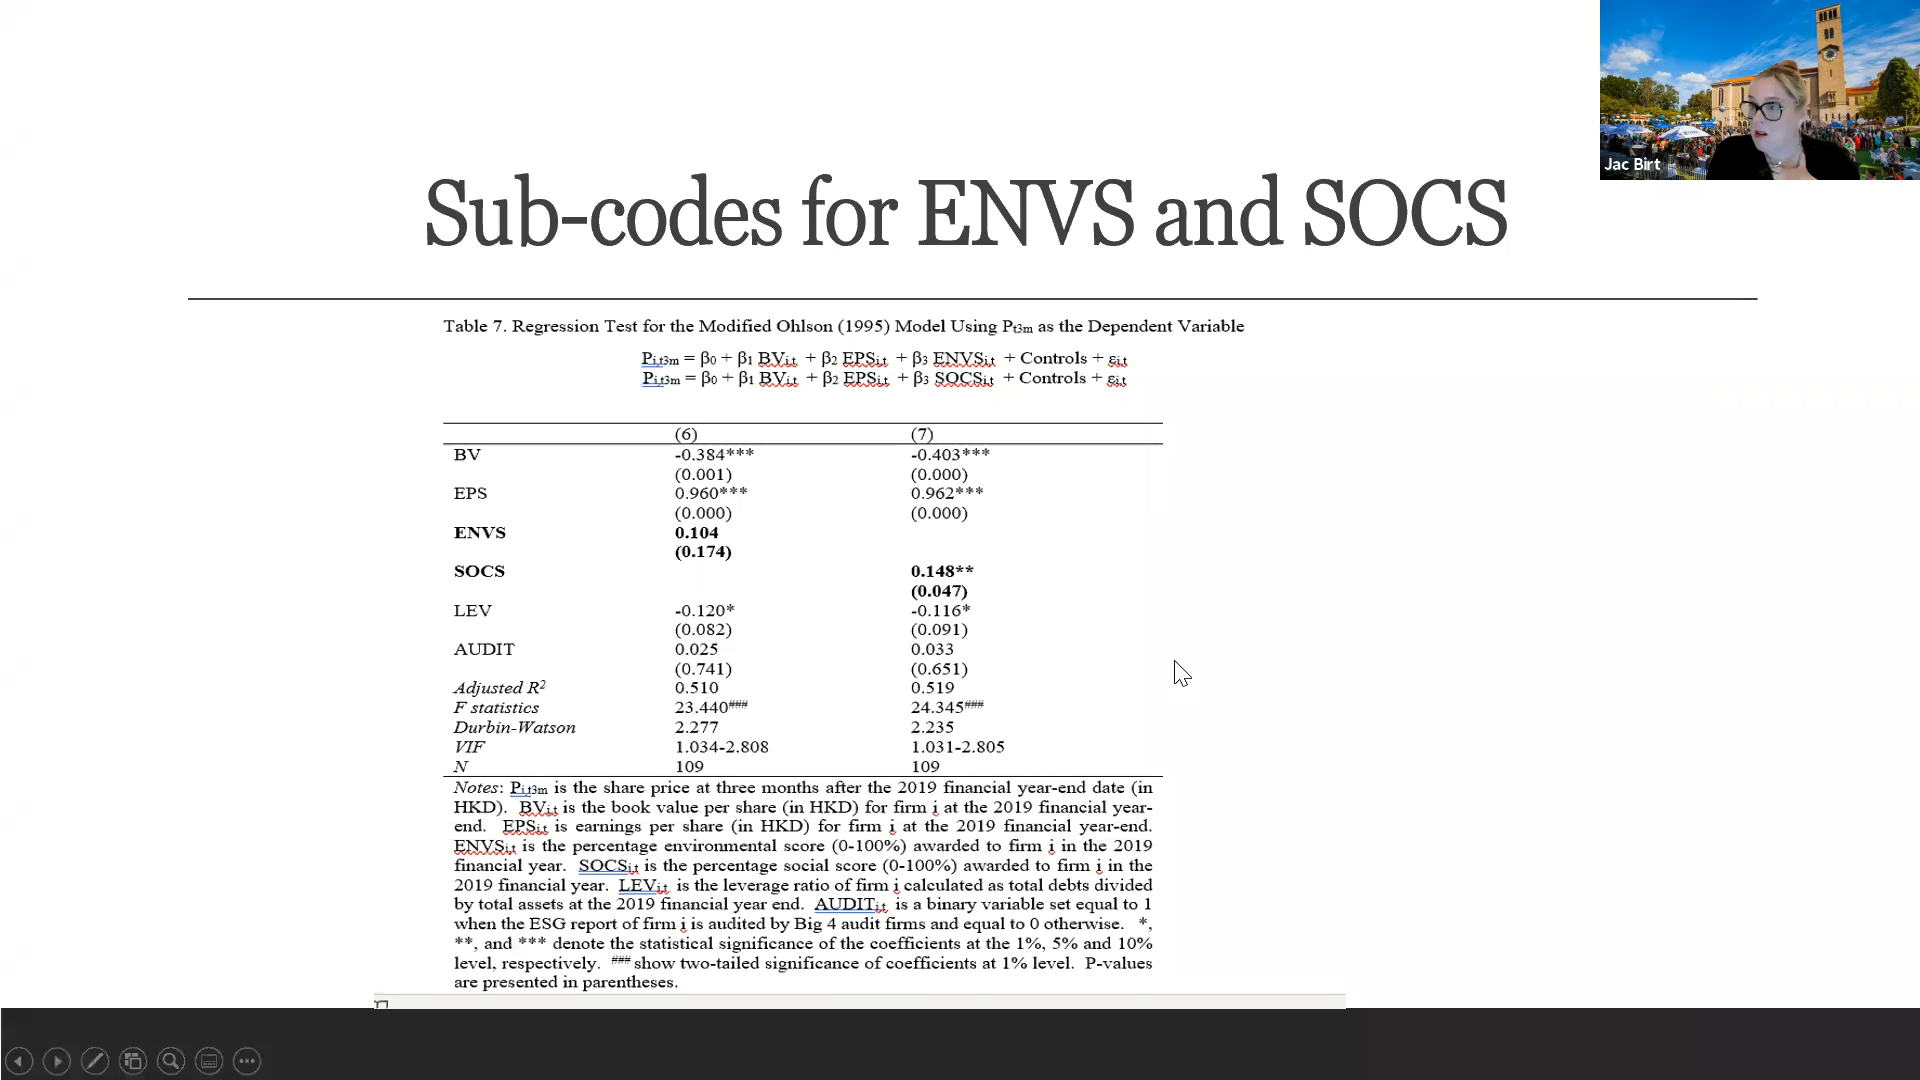 Jac Birt
Sub-codes for ENVS and SOCS
Table 7. Regression Test for the Modified Ohlson (1995) Model Using Pt3m as the Dependent Variable
Pi,t3m = β0 + β1 BVi,t + β2 EPSi,t + β3 ENVSi,t + Controls + εi,t
Pi,t3m = β0 + β1 BVi,t + β2 EPSi,t + β3 SOCSi,t + Controls + εi,t
(6) (7)
BV -0.384*** -0.403***
(0.001) (0.000)
EPS 0.960*** 0.962***
(0.000) (0.000)
ENVS 0.104
(0.174)
SOCS 0.148**
(0.047)
LEV -0.120* -0.116*
(0.082) (0.091)
AUDIT 0.025 0.033
(0.741) (0.651)
Adjusted R² 0.510 0.519
F statistics 23.440### 24.345###
Durbin-Watson 2.277 2.235
VIF 1.034-2.808 1.031-2.805
N 109 109
Notes: Pi,t3m is the share price at three months after the 2019 financial year-end date (in
HKD). BVi,t is the book value per share (in HKD) for firm i at the 2019 financial year-
end. EPSi,t is earnings per share (in HKD) for firm i at the 2019 financial year-end.
ENVSi,t is the percentage environmental score (0-100%) awarded to firm i in the 2019
financial year. SOCSi,t is the percentage social score (0-100%) awarded to firm i in the
2019 financial year. LEVi,t is the leverage ratio of firm i calculated as total debts divided
by total assets at the 2019 financial year end. AUDITi,t is a binary variable set equal to 1
when the ESG report of firm i is audited by Big 4 audit firms and equal to 0 otherwise. *,
**, and *** denote the statistical significance of the coefficients at the 1%, 5% and 10%
level, respectively. ### show two-tailed significance of coefficients at 1% level. P-values
are presented in parentheses.